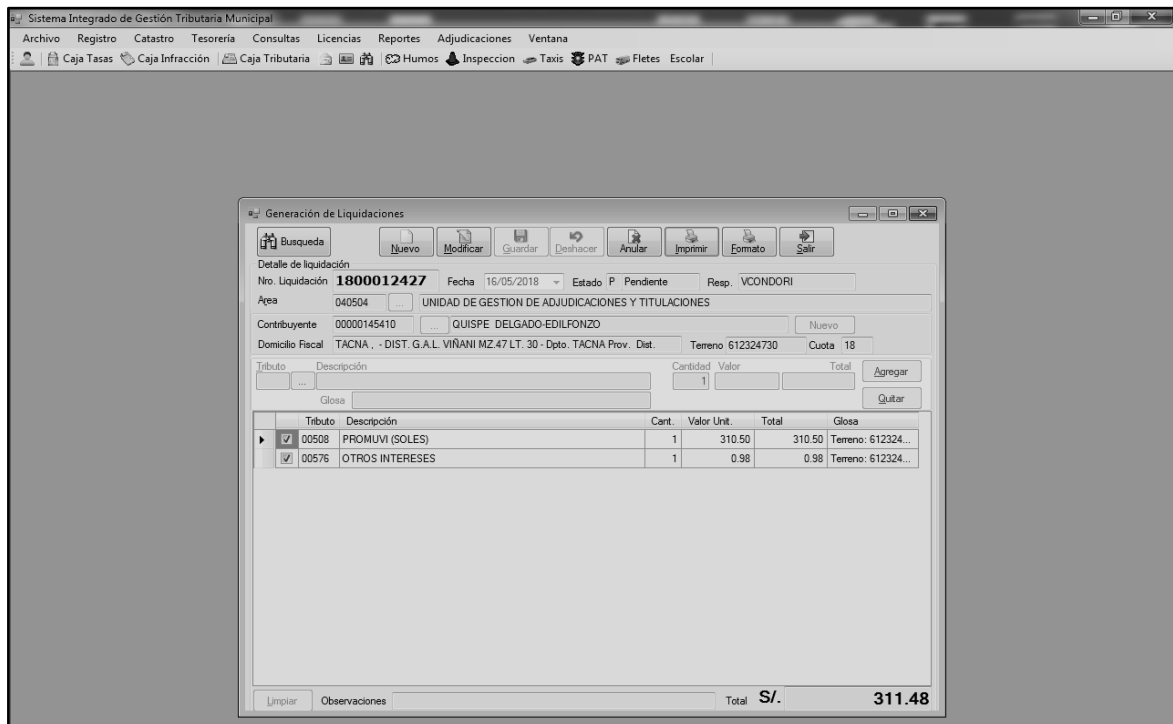 Sistema Integrado de Gestión Tributaria Municipal
Archivo Registro Catastro Tesorería Consultas Licencias Reportes Adjudicaciones Ventana
Caja Tasas Caja Infracción Caja Tributaria Humos Inspeccion Taxis PAT Fletes Escolar
Generación de Liquidaciones
Busqueda Nuevo Modificar Guardar Deshacer Anular Imprimir Formato Salir
Detalle de liquidación
Nro. Liquidación 1800012427 Fecha 16/05/2018 Estado P Pendiente Resp. VCONDORI
Area 040504 ... UNIDAD DE GESTION DE ADJUDICACIONES Y TITULACIONES
Contribuyente 00000145410 ... QUISPE DELGADO-EDILFONZO Nuevo
Domicilio Fiscal TACNA , - DIST. G.A.L. VIÑANI MZ.47 LT. 30 - Dpto. TACNA Prov. Dist. Terreno 612324730 Cuota 18
Tributo Descripción Cantidad Valor Total Agregar
... 1
Glosa Quitar
Tributo Descripción Cant. Valor Unit. Total Glosa
00508 PROMUVI (SOLES) 1 310.50 310.50 Terreno: 612324...
00576 OTROS INTERESES 1 0.98 0.98 Terreno: 612324...
Limpiar Observaciones Total S/. 311.48